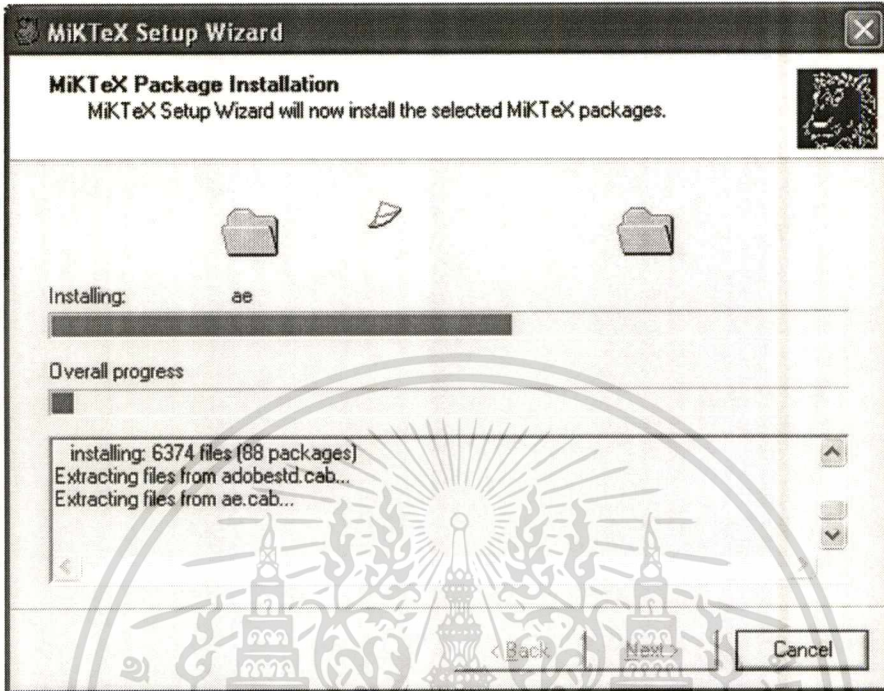 MiKTeX Setup Wizard
MiKTeX Package Installation
MiKTeX Setup Wizard will now install the selected MiKTeX packages.
Installing: ae
Overall progress
installing: 6374 files (88 packages)
Extracting files from adobestd.cab...
Extracting files from ae.cab...
< Back Next > Cancel